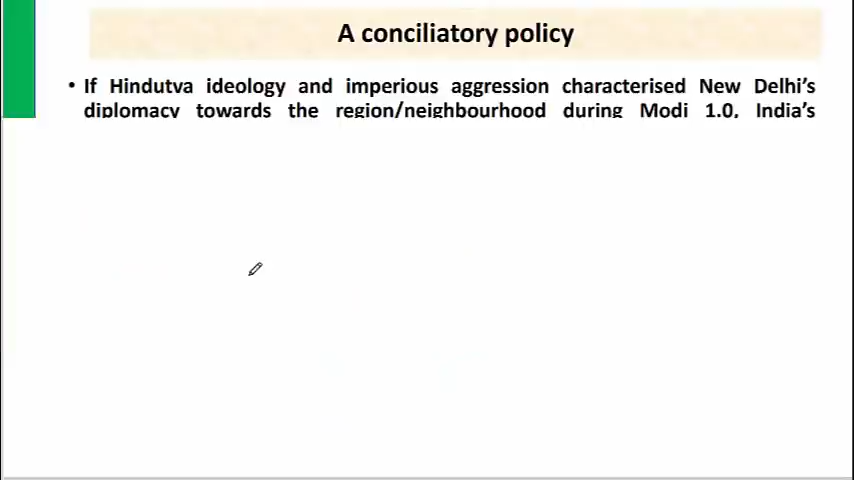 A conciliatory policy
• If Hindutva ideology and imperious aggression characterised New Delhi’s
diplomacy towards the region/neighbourhood during Modi 1.0, India’s